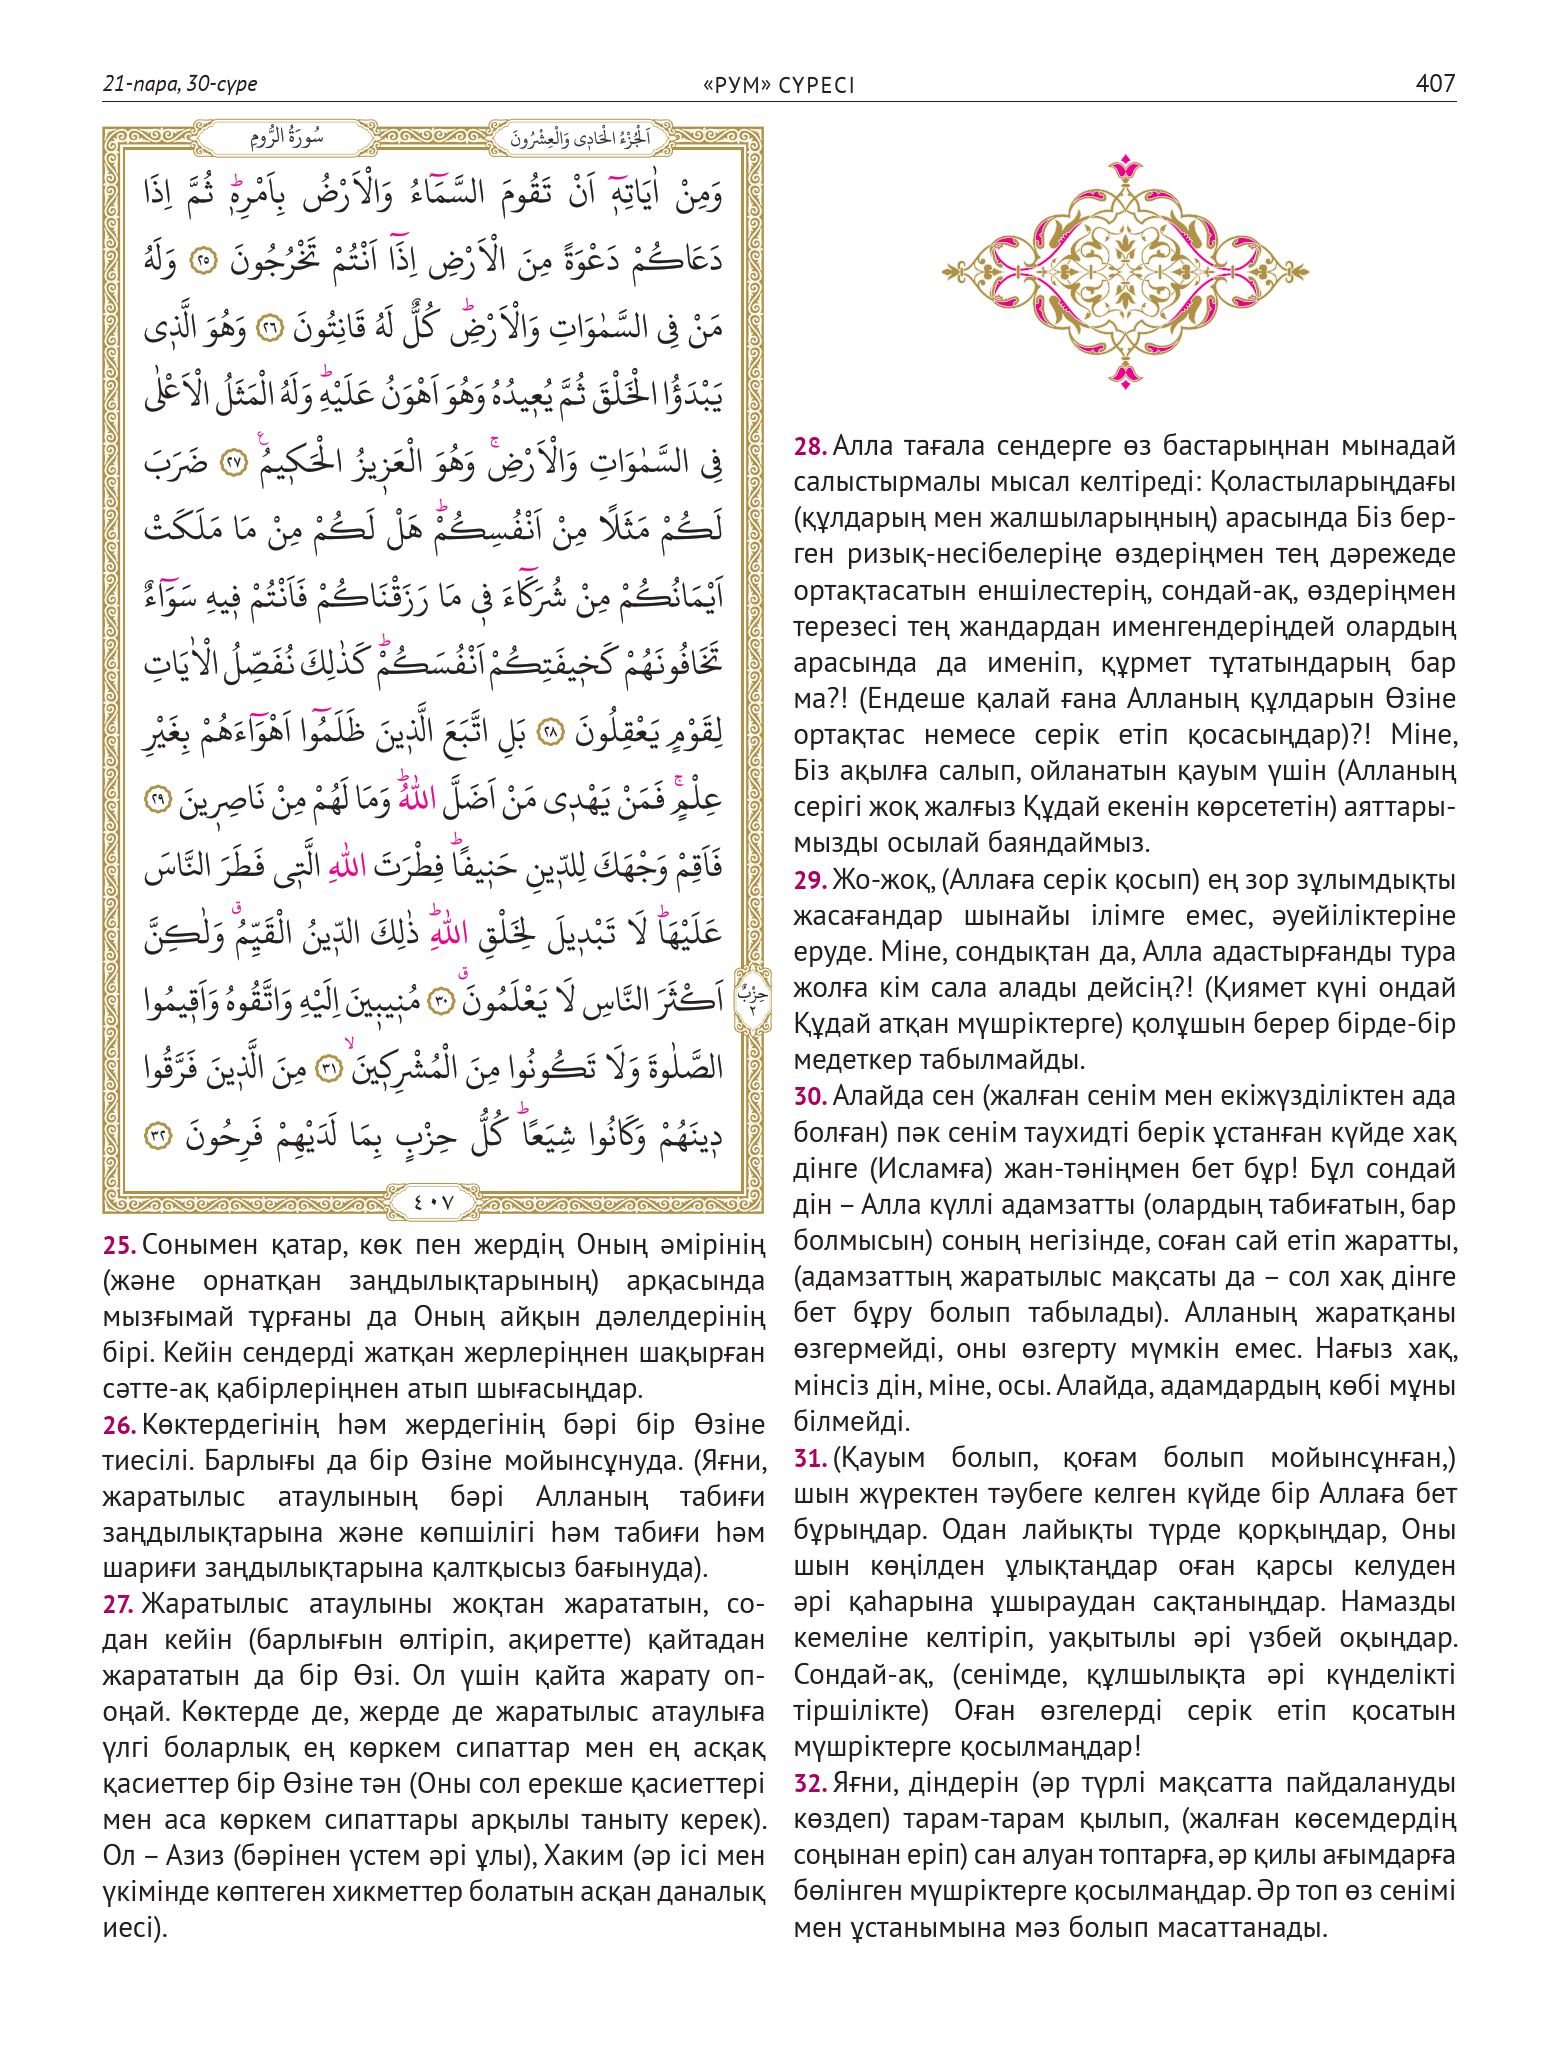 21-пара, 30-сүре
«РУМ» СҮРЕСІ
407
سُورَةُ الرُّومِ
اَلْجُزْءُ الْحَادِى وَالْعِشْرُونَ
وَمِنْ اٰيَاتِهٖٓ اَنْ تَقُومَ السَّمَٓاءُ وَالْاَرْضُ بِاَمْرِهٖۜ ثُمَّ اِذَا
دَعَاكُمْ دَعْوَةً مِنَ الْاَرْضِ اِذَٓا اَنْتُمْ تَخْرُجُونَ ﴿٢٥﴾ وَلَهُ
مَنْ فِى السَّمٰوَاتِ وَالْاَرْضِۜ كُلٌّ لَهُ قَانِتُونَ ﴿٢٦﴾ وَهُوَ الَّذٖى
يَبْدَؤُا الْخَلْقَ ثُمَّ يُعٖيدُهُ وَهُوَ اَهْوَنُ عَلَيْهِۜ وَلَهُ الْمَثَلُ الْاَعْلٰى
فِى السَّمٰوَاتِ وَالْاَرْضِۚ وَهُوَ الْعَزٖيزُ الْحَكٖيمُ ﴿٢٧﴾ ضَرَبَ
لَكُمْ مَثَلًا مِنْ اَنْفُسِكُمْۜ هَلْ لَكُمْ مِنْ مَا مَلَكَتْ
اَيْمَانُكُمْ مِنْ شُرَكَٓاءَ فٖى مَا رَزَقْنَاكُمْ فَاَنْتُمْ فٖيهِ سَوَٓاءٌ
تَخَافُونَهُمْ كَخٖيفَتِكُمْ اَنْفُسَكُمْۜ كَذٰلِكَ نُفَصِّلُ الْاٰيَاتِ
لِقَوْمٍ يَعْقِلُونَ ﴿٢٨﴾ بَلِ اتَّبَعَ الَّذٖينَ ظَلَمُٓوا اَهْوَٓاءَهُمْ بِغَيْرِ
عِلْمٍۚ فَمَنْ يَهْدٖى مَنْ اَضَلَّ اللّٰهُۜ وَمَا لَهُمْ مِنْ نَاصِرٖينَ ﴿٢٩﴾
فَاَقِمْ وَجْهَكَ لِلدّٖينِ حَنٖيفًاۜ فِطْرَتَ اللّٰهِ الَّتٖى فَطَرَ النَّاسَ
عَلَيْهَاۜ لَا تَبْدٖيلَ لِخَلْقِ اللّٰهِۜ ذٰلِكَ الدّٖينُ الْقَيِّمُۗ وَلٰكِنَّ
اَكْثَرَ النَّاسِ لَا يَعْلَمُونَۗ ﴿٣٠﴾ مُنٖيبٖينَ اِلَيْهِ وَاتَّقُوهُ وَاَقٖيمُوا
حِزْبٌ
٢
الصَّلٰوةَ وَلَا تَكُونُوا مِنَ الْمُشْرِكٖينَۙ ﴿٣١﴾ مِنَ الَّذٖينَ فَرَّقُوا
دٖينَهُمْ وَكَانُوا شِيَعًاۜ كُلُّ حِزْبٍ بِمَا لَدَيْهِمْ فَرِحُونَ ﴿٣٢﴾
٤٠٧
25. Сонымен қатар, көк пен жердің Оның әмірінің
(және орнатқан заңдылықтарының) арқасында
мызғымай тұрғаны да Оның айқын дәлелдерінің
бірі. Кейін сендерді жатқан жерлеріңнен шақырған
сәтте-ақ қабірлеріңнен атып шығасыңдар.
26. Көктердегінің һәм жердегінің бәрі бір Өзіне
тиесілі. Барлығы да бір Өзіне мойынсұнуда. (Яғни,
жаратылыс атаулының бәрі Алланың табиғи
заңдылықтарына және көпшілігі һәм табиғи һәм
шариғи заңдылықтарына қалтқысыз бағынуда).
27. Жаратылыс атаулыны жоқтан жарататын, со-
дан кейін (барлығын өлтіріп, ақиретте) қайтадан
жарататын да бір Өзі. Ол үшін қайта жарату оп-
оңай. Көктерде де, жерде де жаратылыс атаулыға
үлгі боларлық ең көркем сипаттар мен ең асқақ
қасиеттер бір Өзіне тән (Оны сол ерекше қасиеттері
мен аса көркем сипаттары арқылы таныту керек).
Ол – Азиз (бәрінен үстем әрі ұлы), Хаким (әр ісі мен
үкімінде көптеген хикметтер болатын асқан даналық
иесі).
28. Алла тағала сендерге өз бастарыңнан мынадай
салыстырмалы мысал келтіреді: Қоластыларыңдағы
(құлдарың мен жалшыларыңның) арасында Біз бер-
ген ризық-несібелеріңе өздеріңмен тең дәрежеде
ортақтасатын еншілестерің, сондай-ақ, өздеріңмен
терезесі тең жандардан именгендеріңдей олардың
арасында да именіп, құрмет тұтатындарың бар
ма?! (Ендеше қалай ғана Алланың құлдарын Өзіне
ортақтас немесе серік етіп қосасыңдар)?! Міне,
Біз ақылға салып, ойланатын қауым үшін (Алланың
серігі жоқ жалғыз Құдай екенін көрсететін) аяттары-
мызды осылай баяндаймыз.
29. Жо-жоқ, (Аллаға серік қосып) ең зор зұлымдықты
жасағандар шынайы ілімге емес, әуейіліктеріне
еруде. Міне, сондықтан да, Алла адастырғанды тура
жолға кім сала алады дейсің?! (Қиямет күні ондай
Құдай атқан мүшріктерге) қолұшын берер бірде-бір
медеткер табылмайды.
30. Алайда сен (жалған сенім мен екіжүзділіктен ада
болған) пәк сенім таухидті берік ұстанған күйде хақ
дінге (Исламға) жан-тәніңмен бет бұр! Бұл сондай
дін – Алла күллі адамзатты (олардың табиғатын, бар
болмысын) соның негізінде, соған сай етіп жаратты,
(адамзаттың жаратылыс мақсаты да – сол хақ дінге
бет бұру болып табылады). Алланың жаратқаны
өзгермейді, оны өзгерту мүмкін емес. Нағыз хақ,
мінсіз дін, міне, осы. Алайда, адамдардың көбі мұны
білмейді.
31. (Қауым болып, қоғам болып мойынсұнған,)
шын жүректен тәубеге келген күйде бір Аллаға бет
бұрыңдар. Одан лайықты түрде қорқыңдар, Оны
шын көңілден ұлықтаңдар оған қарсы келуден
әрі қаһарына ұшыраудан сақтаныңдар. Намазды
кемеліне келтіріп, уақытылы әрі үзбей оқыңдар.
Сондай-ақ, (сенімде, құлшылықта әрі күнделікті
тіршілікте) Оған өзгелерді серік етіп қосатын
мүшріктерге қосылмаңдар!
32. Яғни, діндерін (әр түрлі мақсатта пайдалануды
көздеп) тарам-тарам қылып, (жалған көсемдердің
соңынан еріп) сан алуан топтарға, әр қилы ағымдарға
бөлінген мүшріктерге қосылмаңдар. Әр топ өз сенімі
мен ұстанымына мәз болып масаттанады.